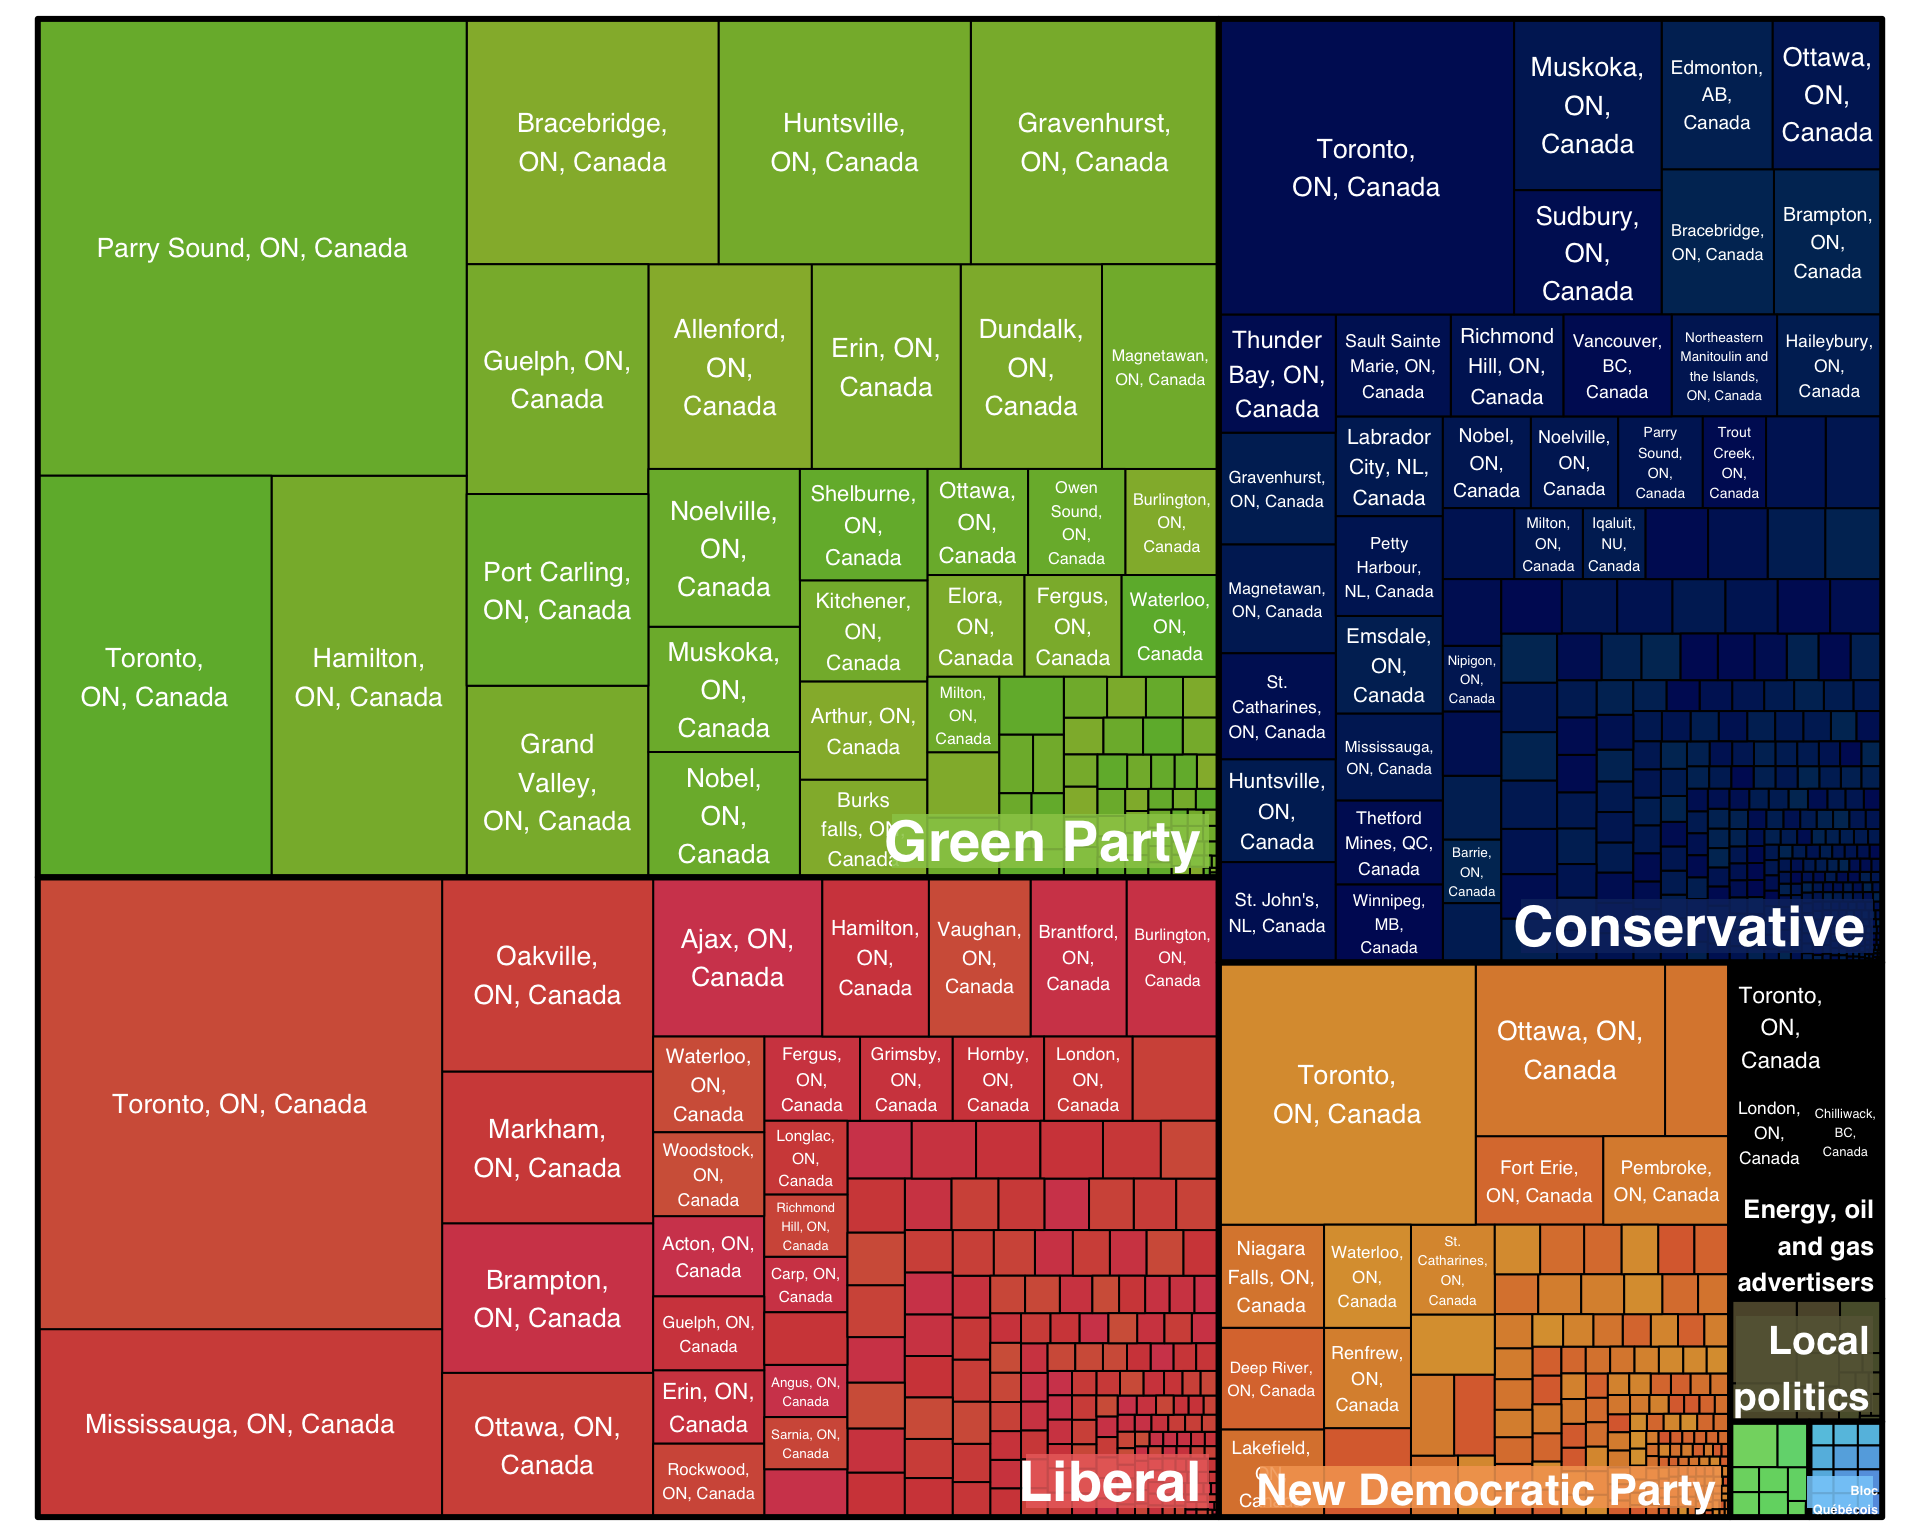 Parry Sound, ON, Canada
Bracebridge,
ON, Canada
Huntsville,
ON, Canada
Gravenhurst,
ON, Canada
Guelph, ON,
Canada
Allenford,
ON,
Canada
Erin, ON,
Canada
Dundalk,
ON,
Canada
Magnetawan,
ON, Canada
Toronto,
ON, Canada
Hamilton,
ON, Canada
Port Carling,
ON, Canada
Grand
Valley,
ON, Canada
Noelville,
ON,
Canada
Muskoka,
ON,
Canada
Nobel,
ON,
Canada
Shelburne,
ON,
Canada
Kitchener,
ON,
Canada
Arthur, ON,
Canada
Burks
falls, ON,
Canada
Ottawa,
ON,
Canada
Owen
Sound,
ON,
Canada
Burlington,
ON,
Canada
Elora,
ON,
Canada
Fergus,
ON,
Canada
Waterloo,
ON,
Canada
Milton,
ON,
Canada
Green Party
Toronto,
ON, Canada
Muskoka,
ON,
Canada
Edmonton,
AB,
Canada
Ottawa,
ON,
Canada
Sudbury,
ON,
Canada
Bracebridge,
ON, Canada
Brampton,
ON,
Canada
Thunder
Bay, ON,
Canada
Sault Sainte
Marie, ON,
Canada
Richmond
Hill, ON,
Canada
Vancouver,
BC,
Canada
Northeastern
Manitoulin and
the Islands,
ON, Canada
Haileybury,
ON,
Canada
Gravenhurst,
ON, Canada
Magnetawan,
ON, Canada
St.
Catharines,
ON, Canada
Huntsville,
ON,
Canada
St. John's,
NL, Canada
Labrador
City, NL,
Canada
Petty
Harbour,
NL, Canada
Emsdale,
ON,
Canada
Mississauga,
ON, Canada
Thetford
Mines, QC,
Canada
Winnipeg,
MB,
Canada
Nobel,
ON,
Canada
Noelville,
ON,
Canada
Parry
Sound,
ON,
Canada
Trout
Creek,
ON,
Canada
Milton,
ON,
Canada
Iqaluit,
NU,
Canada
Nipigon,
ON,
Canada
Barrie,
ON,
Canada
Conservative
Toronto, ON, Canada
Mississauga, ON, Canada
Oakville,
ON, Canada
Markham,
ON, Canada
Brampton,
ON, Canada
Ottawa, ON,
Canada
Ajax, ON,
Canada
Hamilton,
ON,
Canada
Vaughan,
ON,
Canada
Brantford,
ON,
Canada
Burlington,
ON,
Canada
Waterloo,
ON,
Canada
Woodstock,
ON,
Canada
Acton, ON,
Canada
Guelph, ON,
Canada
Erin, ON,
Canada
Rockwood,
ON, Canada
Fergus,
ON,
Canada
Grimsby,
ON,
Canada
Hornby,
ON,
Canada
London,
ON,
Canada
Longlac,
ON,
Canada
Richmond
Hill, ON,
Canada
Carp, ON,
Canada
Angus, ON,
Canada
Sarnia, ON,
Canada
Liberal
Toronto,
ON, Canada
Ottawa, ON,
Canada
Fort Erie,
ON, Canada
Pembroke,
ON, Canada
Niagara
Falls, ON,
Canada
Waterloo,
ON,
Canada
St.
Catharines,
ON,
Canada
Deep River,
ON, Canada
Renfrew,
ON,
Canada
Lakefield,
New Democratic Party
Toronto,
ON,
Canada
London,
ON,
Canada
Chilliwack,
BC,
Canada
Energy, oil
and gas
advertisers
Local
politics
Bloc
Québécois